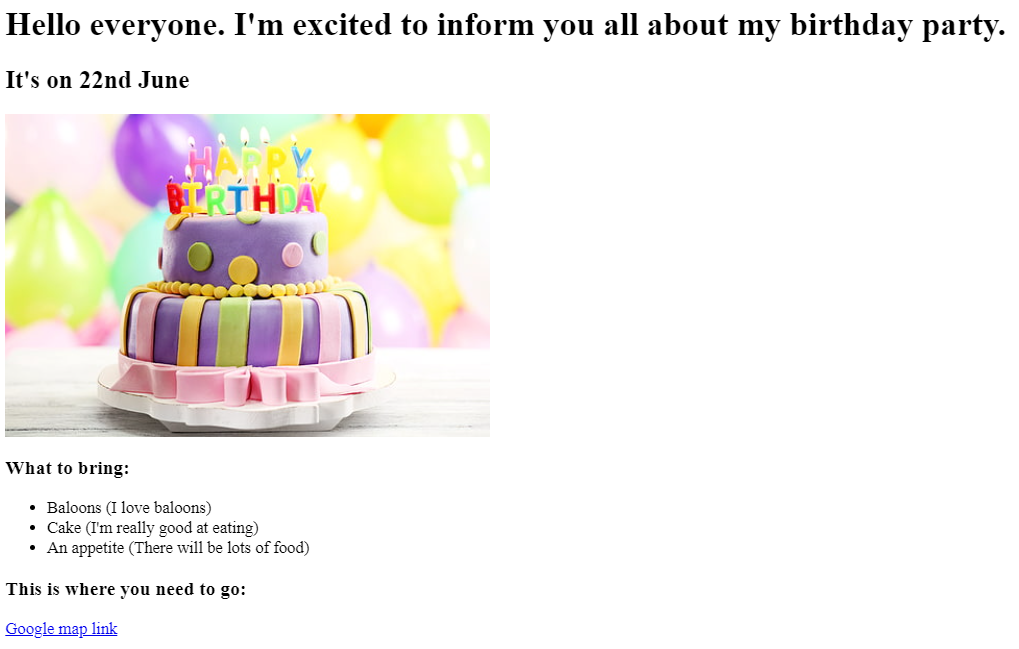 Hello everyone. I'm excited to inform you all about my birthday party.
It's on 22nd June
HAPPY
BIRTHDAY
What to bring:
Baloons (I love baloons)
Cake (I'm really good at eating)
An appetite (There will be lots of food)
This is where you need to go:
Google map link